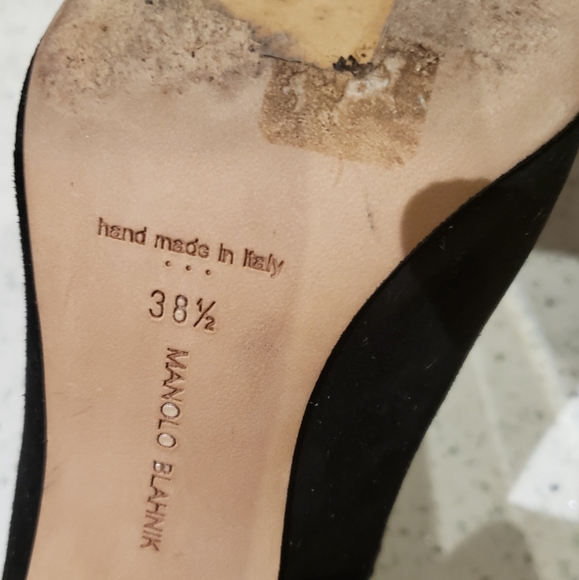 hand made in Italy
• • •
38½
MANOLO BLAHNIK